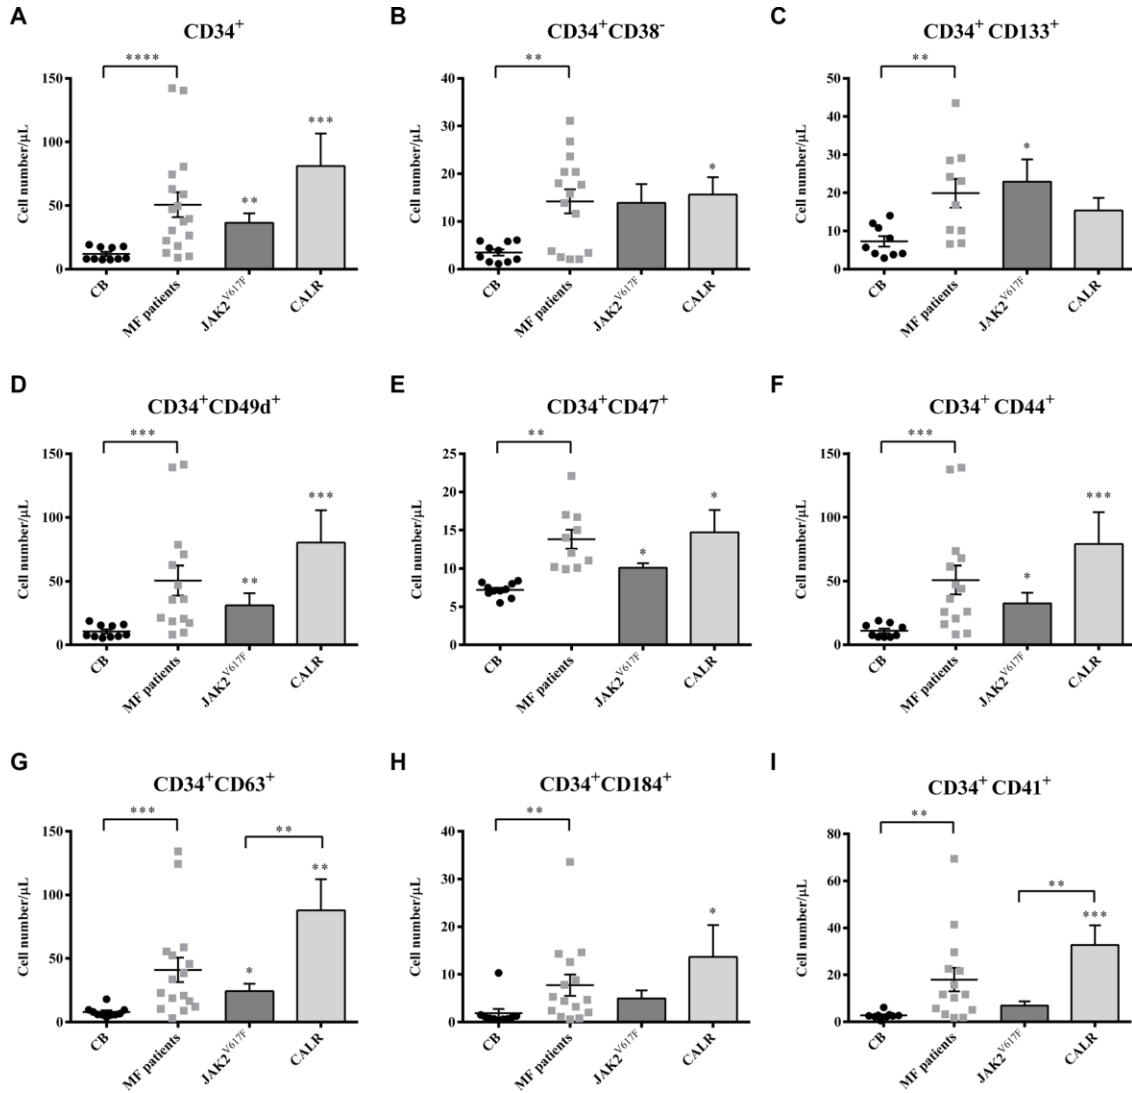 A
CD34⁺
****
Cell number/μL
150
100
50
0
**
***
CB
MF patients
JAK2ⱽ⁶¹⁷ᶠ
CALR
B
CD34⁺CD38⁻
**
Cell number/μL
40
30
20
10
0
*
CB
MF patients
JAK2ⱽ⁶¹⁷ᶠ
CALR
C
CD34⁺ CD133⁺
**
Cell number/μL
50
40
30
20
10
0
*
CB
MF patients
JAK2ⱽ⁶¹⁷ᶠ
CALR
D
CD34⁺CD49d⁺
***
Cell number/μL
150
100
50
0
**
***
CB
MF patients
JAK2ⱽ⁶¹⁷ᶠ
CALR
E
CD34⁺CD47⁺
**
Cell number/μL
25
20
15
10
5
0
*
*
CB
MF patients
JAK2ⱽ⁶¹⁷ᶠ
CALR
F
CD34⁺ CD44⁺
***
Cell number/μL
150
100
50
0
*
***
CB
MF patients
JAK2ⱽ⁶¹⁷ᶠ
CALR
G
CD34⁺CD63⁺
***
**
Cell number/μL
150
100
50
0
*
**
CB
MF patients
JAK2ⱽ⁶¹⁷ᶠ
CALR
H
CD34⁺CD184⁺
**
Cell number/μL
40
30
20
10
0
*
CB
MF patients
JAK2ⱽ⁶¹⁷ᶠ
CALR
I
CD34⁺ CD41⁺
**
**
Cell number/μL
80
60
40
20
0
***
CB
MF patients
JAK2ⱽ⁶¹⁷ᶠ
CALR